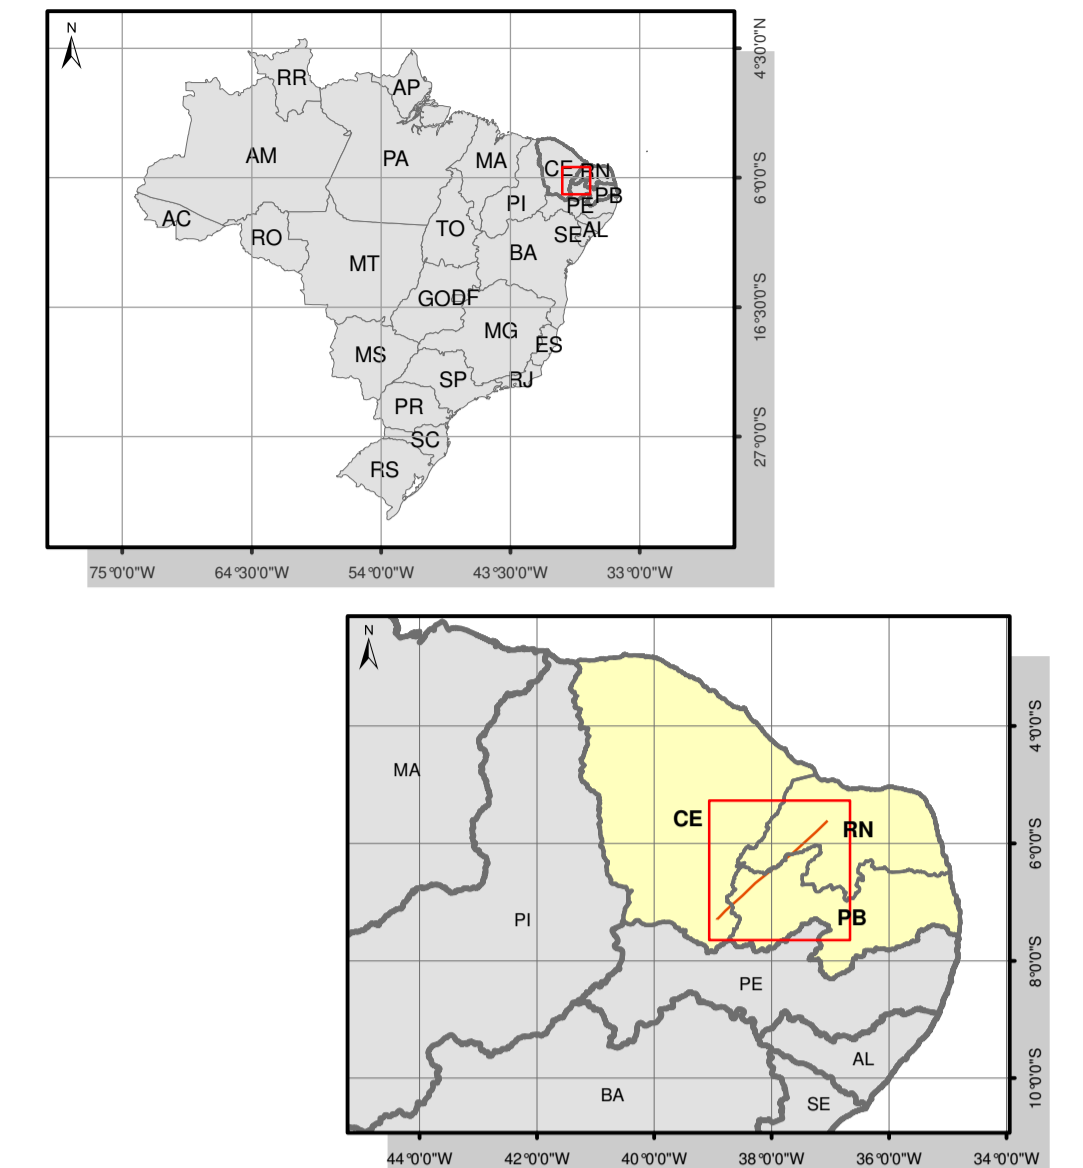 N
4°30'0"N
RR
AP
AM
PA
MA
CE
RN
6°0'0"S
PI
PB
PE
AC
TO
SE
AL
RO
BA
MT
GO
DF
16°30'0"S
MG
MS
ES
SP
RJ
PR
SC
27°0'0"S
RS
75°0'0"W 64°30'0"W 54°0'0"W 43°30'0"W 33°0'0"W
N
4°0'0"S
MA
CE
RN
6°0'0"S
PI
PB
8°0'0"S
PE
AL
BA
SE
10°0'0"S
44°0'0"W 42°0'0"W 40°0'0"W 38°0'0"W 36°0'0"W 34°0'0"W